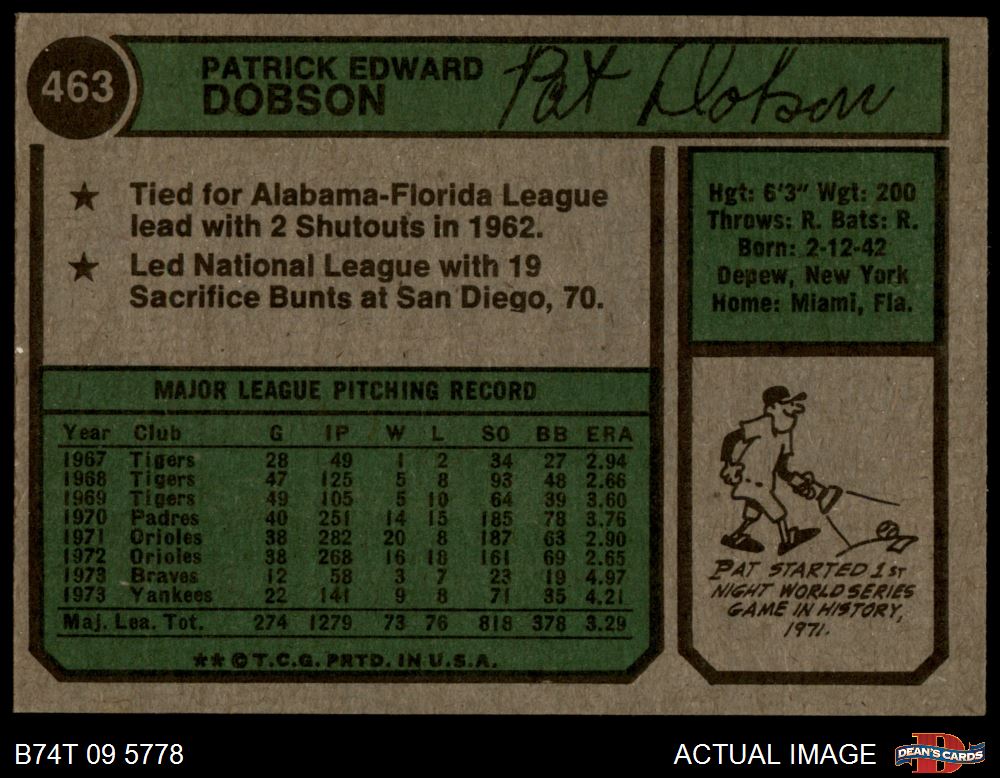 463
PATRICK EDWARD
DOBSON
Pat Dobson
★ Tied for Alabama-Florida League
lead with 2 Shutouts in 1962.
★ Led National League with 19
Sacrifice Bunts at San Diego, 70.
Hgt: 6'3" Wgt: 200
Throws: R. Bats: R.
Born: 2-12-42
Depew, New York
Home: Miami, Fla.
MAJOR LEAGUE PITCHING RECORD
Year Club G IP W L SO BB ERA
1967 Tigers 28 49 1 2 34 27 2.94
1968 Tigers 47 125 5 8 93 48 2.66
1969 Tigers 49 105 5 10 64 39 3.60
1970 Padres 40 251 14 15 185 78 3.76
1971 Orioles 38 282 20 8 187 63 2.90
1972 Orioles 38 268 16 18 161 69 2.65
1973 Braves 12 58 3 7 23 19 4.97
1973 Yankees 22 141 9 8 71 35 4.21
Maj. Lea. Tot. 274 1279 73 76 818 378 3.29
★★ © T.C.G. PRTD. IN U.S.A.
PAT STARTED 1ST
NIGHT WORLD SERIES
GAME IN HISTORY,
1971.
B74T 09 5778
ACTUAL IMAGE
DEAN'S CARDS